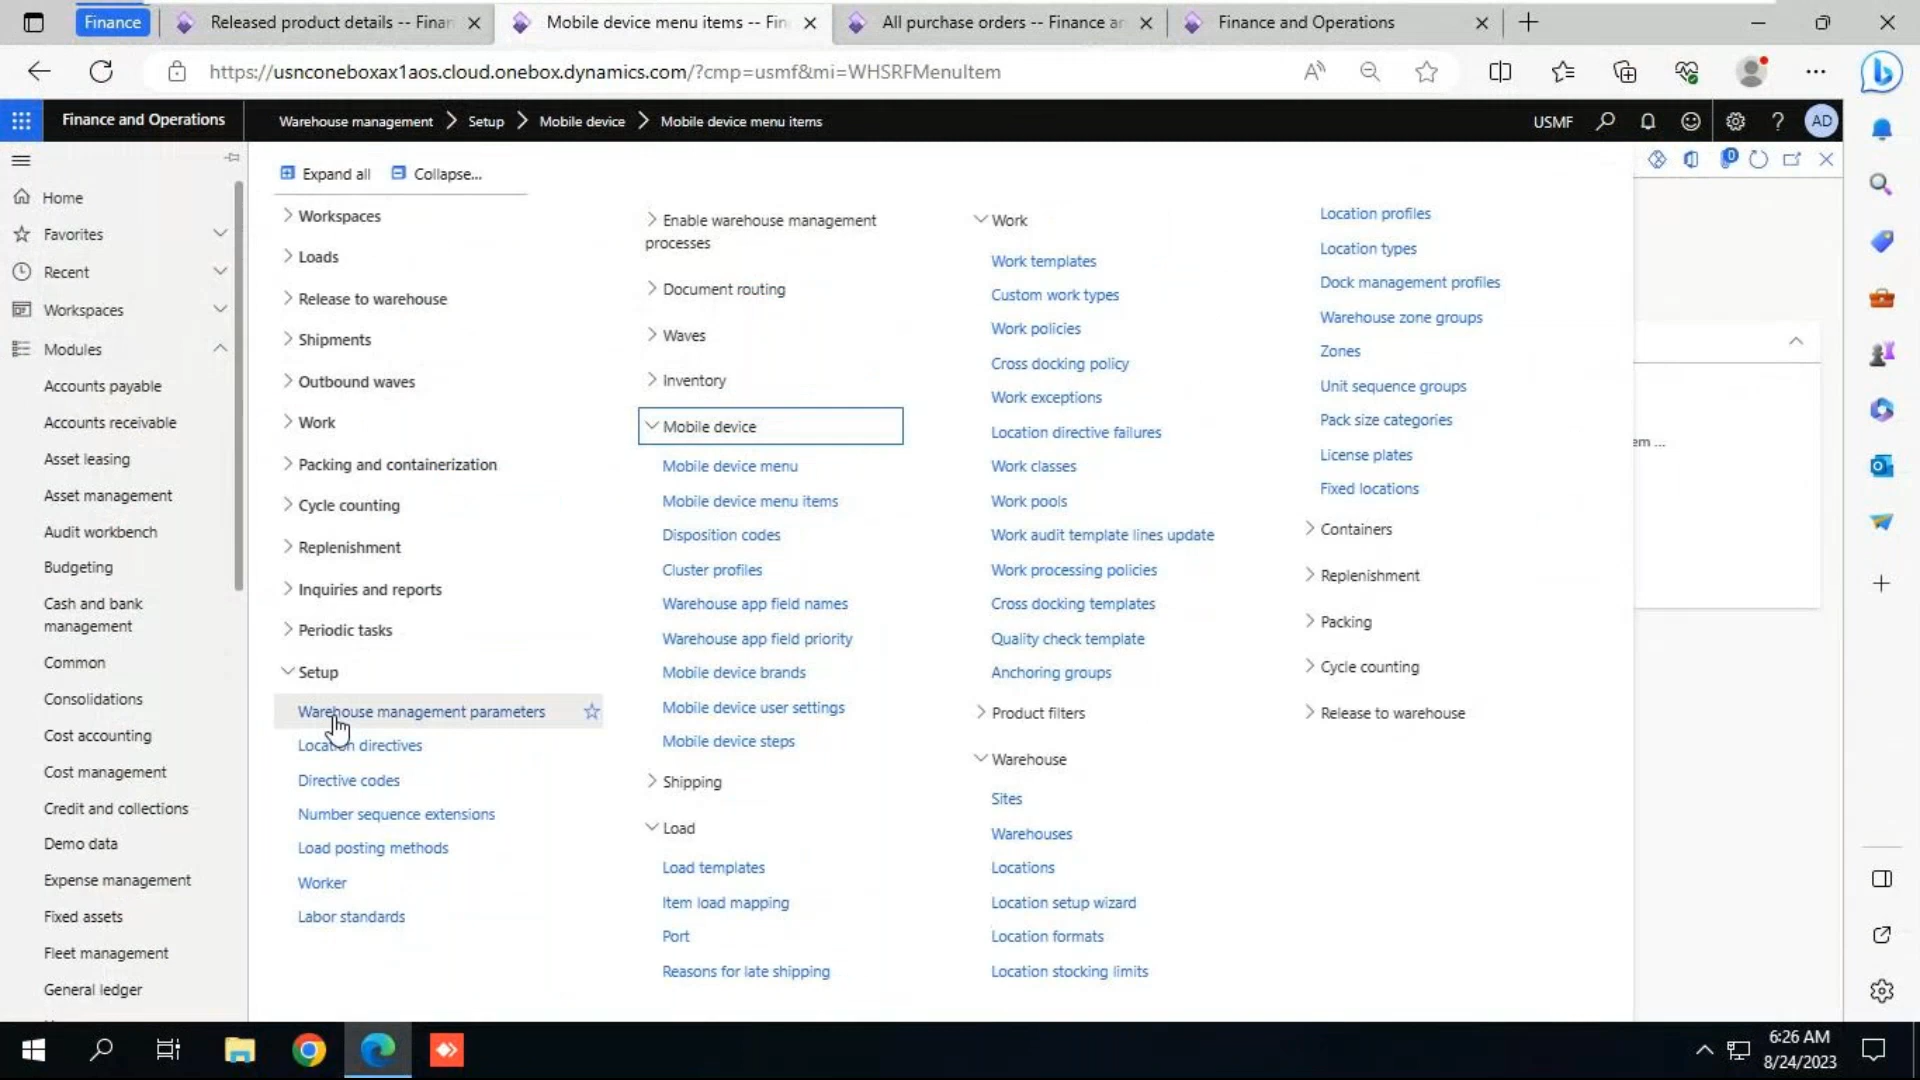 Finance
Released product details -- Finan
Mobile device menu items -- Fin
All purchase orders -- Finance ar
Finance and Operations
https://usnconeboxax1aos.cloud.onebox.dynamics.com/?cmp=usmf&mi=WHSRFMenuItem
Finance and Operations
Warehouse management
Setup
Mobile device
Mobile device menu items
USMF
AD
Expand all
Collapse...
0
Home
Favorites
Recent
Workspaces
Modules
Accounts payable
Accounts receivable
Asset leasing
Asset management
Audit workbench
Budgeting
Cash and bank
management
Common
Consolidations
Cost accounting
Cost management
Credit and collections
Demo data
Expense management
Fixed assets
Fleet management
General ledger
Workspaces
Loads
Release to warehouse
Shipments
Outbound waves
Work
Packing and containerization
Cycle counting
Replenishment
Inquiries and reports
Periodic tasks
Setup
Warehouse management parameters
Location directives
Directive codes
Number sequence extensions
Load posting methods
Worker
Labor standards
Enable warehouse management
processes
Document routing
Waves
Inventory
Mobile device
Mobile device menu
Mobile device menu items
Disposition codes
Cluster profiles
Warehouse app field names
Warehouse app field priority
Mobile device brands
Mobile device user settings
Mobile device steps
Shipping
Load
Load templates
Item load mapping
Port
Reasons for late shipping
Work
Work templates
Custom work types
Work policies
Cross docking policy
Work exceptions
Location directive failures
Work classes
Work pools
Work audit template lines update
Work processing policies
Cross docking templates
Quality check template
Anchoring groups
Product filters
Warehouse
Sites
Warehouses
Locations
Location setup wizard
Location formats
Location stocking limits
Location profiles
Location types
Dock management profiles
Warehouse zone groups
Zones
Unit sequence groups
Pack size categories
License plates
Fixed locations
Containers
Replenishment
Packing
Cycle counting
Release to warehouse
em ...
6:26 AM
8/24/2023